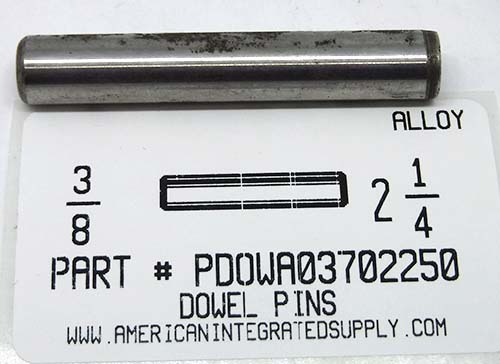 ALLOY
3/8 2 1/4
PART # PDOWA03702250
DOWEL PINS
WWW.AMERICANINTEGRATEDSUPPLY.COM